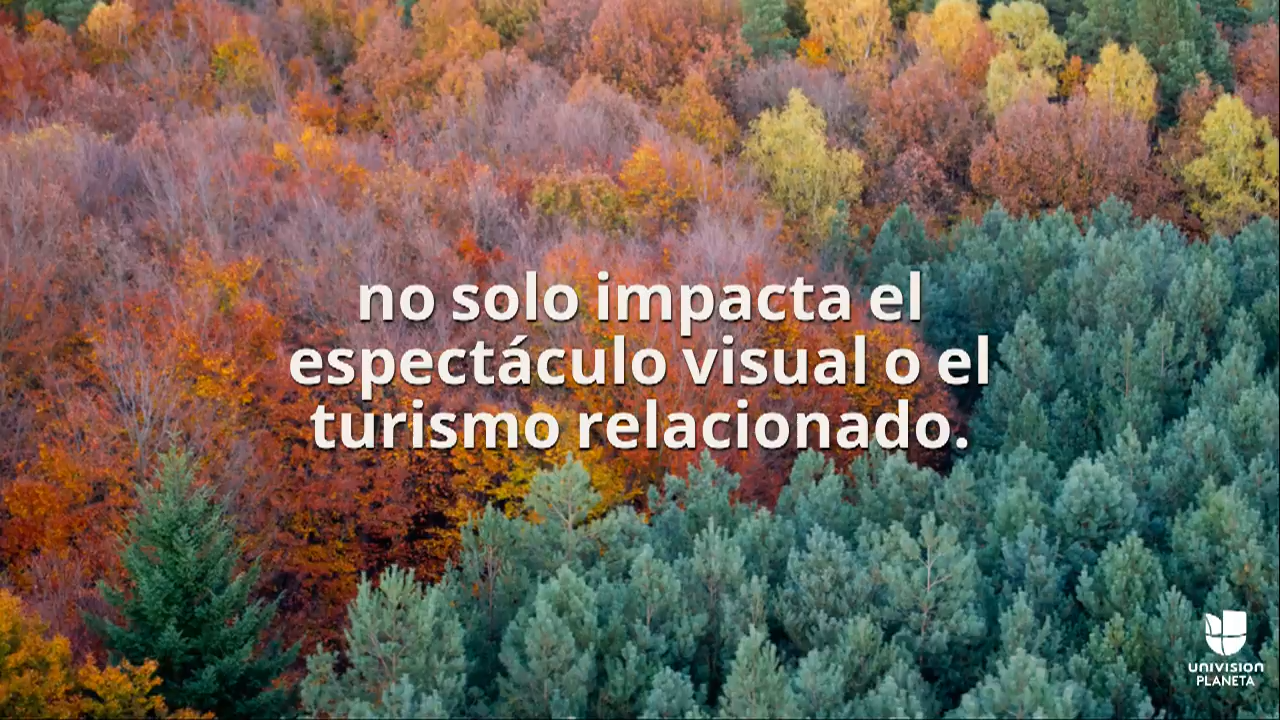 no solo impacta el
espectáculo visual o el
turismo relacionado.
UNIVISION
PLANETA